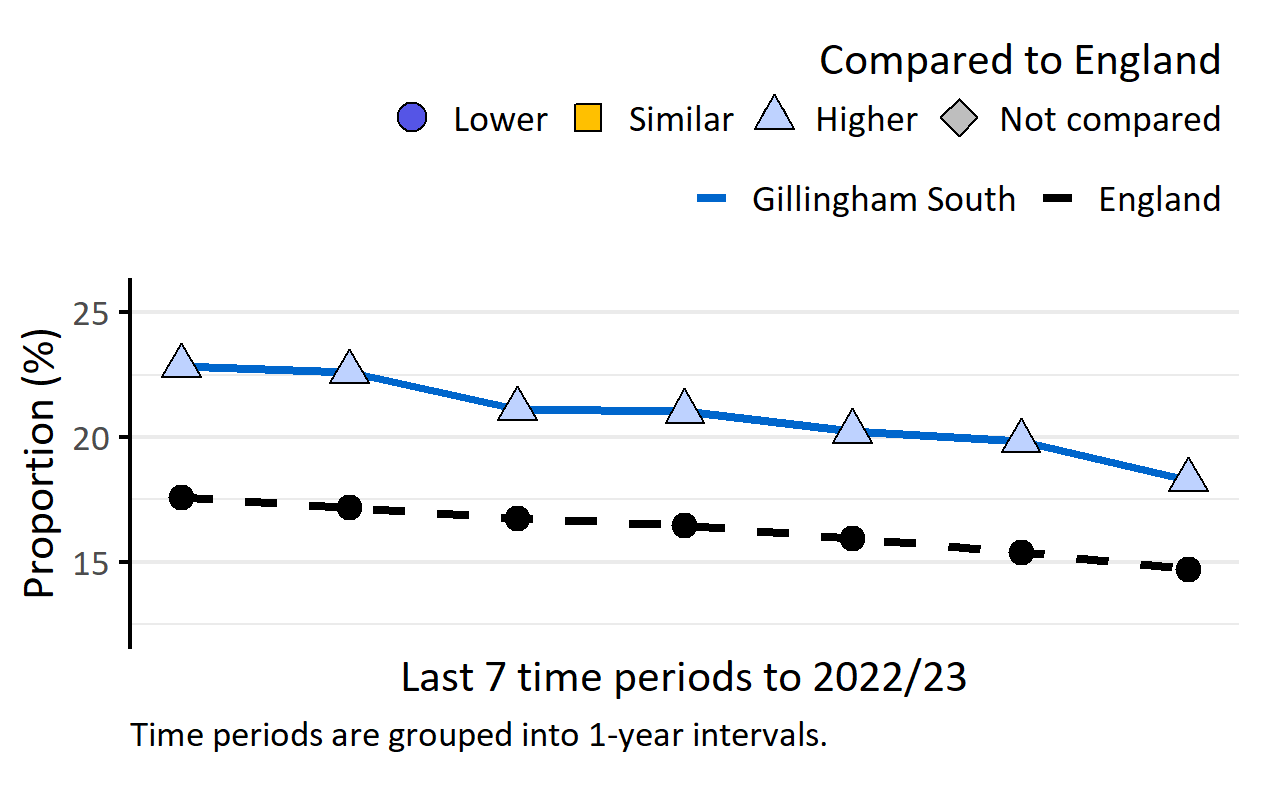 Compared to England
Lower Similar Higher Not compared
Gillingham South England
Proportion (%)
25
20
15
Last 7 time periods to 2022/23
Time periods are grouped into 1-year intervals.